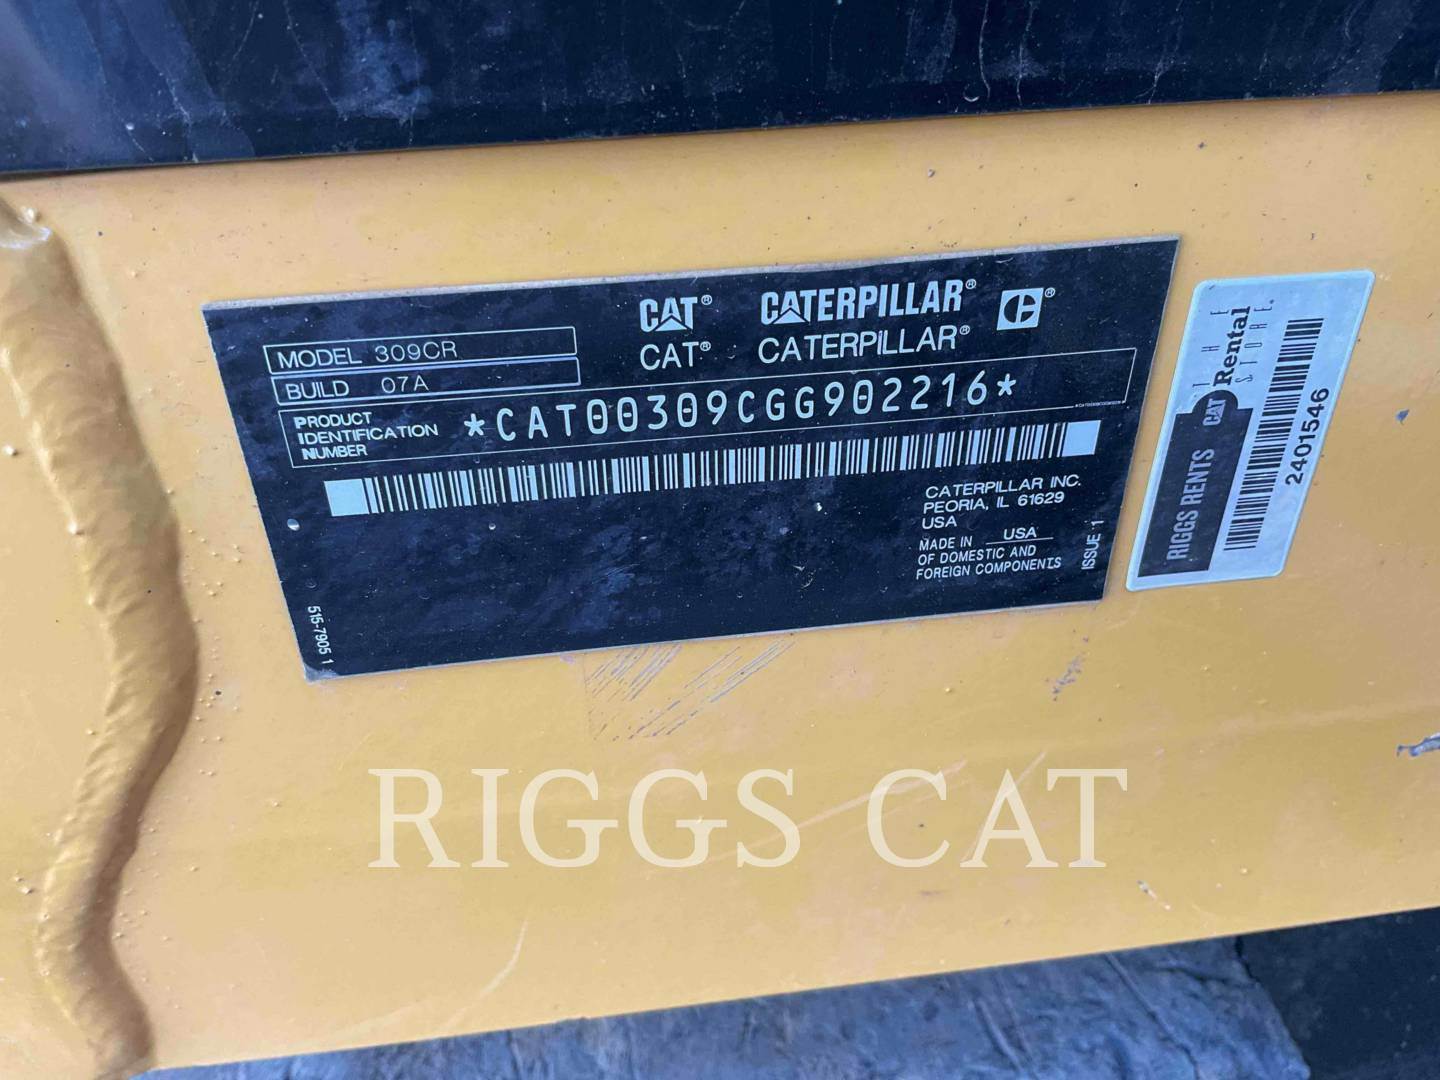 CAT® CATERPILLAR® C®
CAT® CATERPILLAR®
MODEL 309CR
BUILD 07A
PRODUCT
IDENTIFICATION
NUMBER
*CAT00309CGG902216*
CATERPILLAR INC.
PEORIA, IL 61629
USA
MADE IN USA
OF DOMESTIC AND
FOREIGN COMPONENTS
ISSUE 1
515-7905 1
THE
CAT Rental
STORE.
RIGGS RENTS
2401546
RIGGS CAT